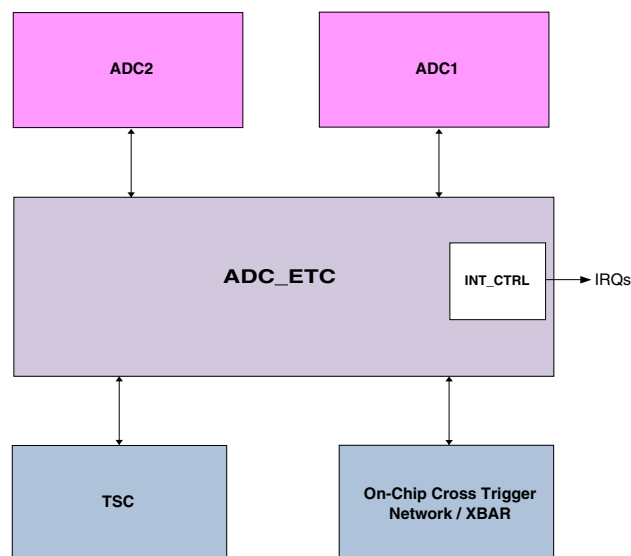 ADC2
ADC1
ADC_ETC
INT_CTRL
IRQs
TSC
On-Chip Cross Trigger
Network / XBAR